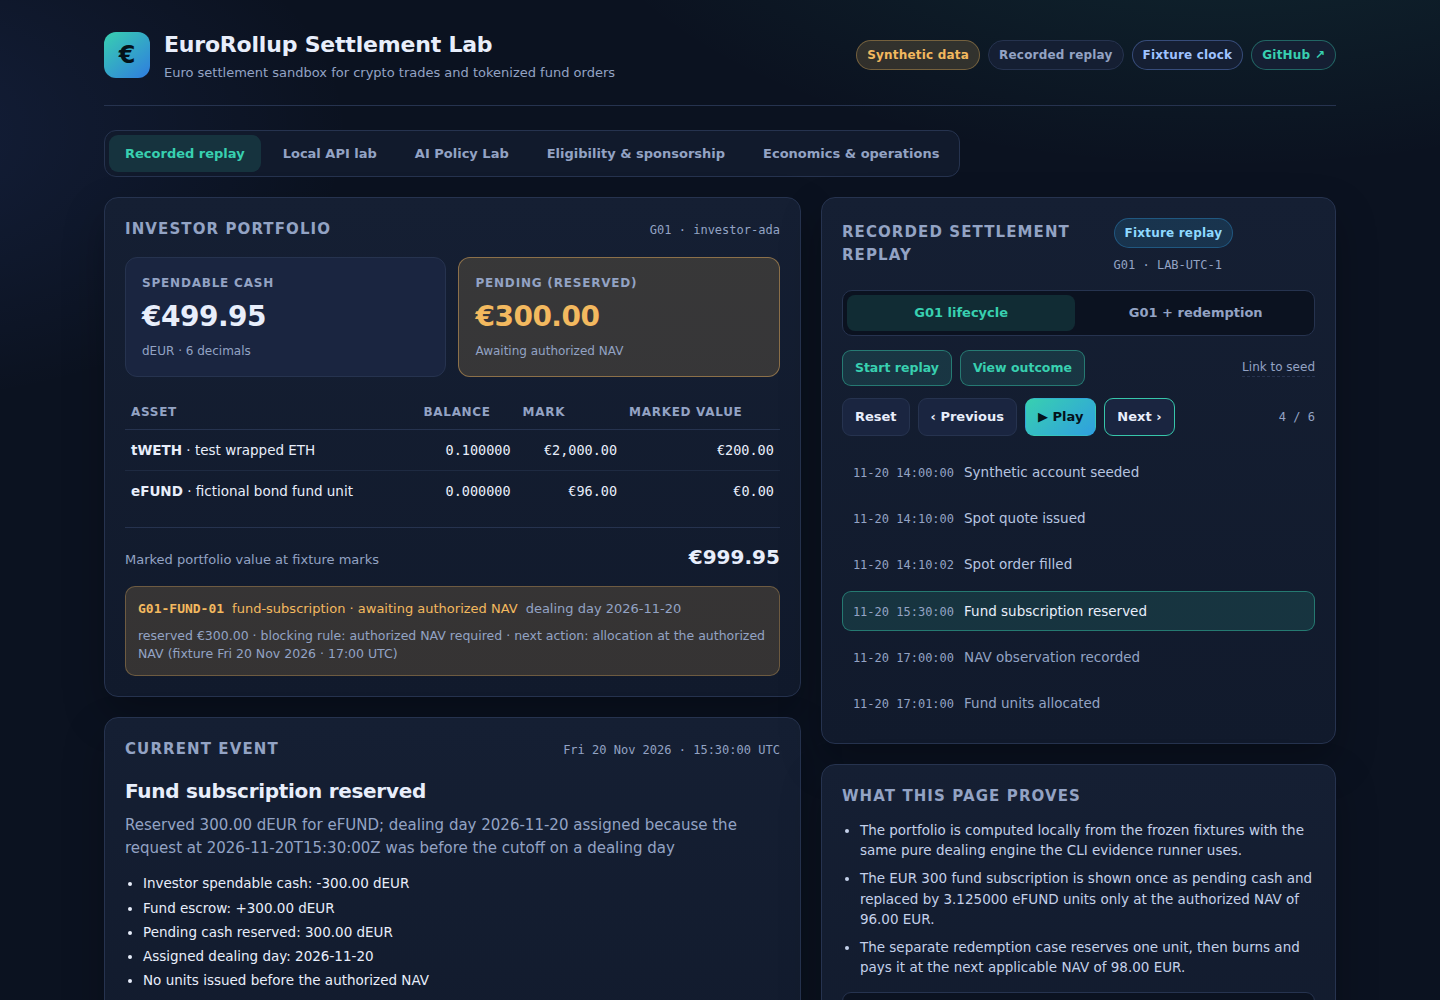 €
EuroRollup Settlement Lab
Euro settlement sandbox for crypto trades and tokenized fund orders
Synthetic data
Recorded replay
Fixture clock
GitHub ↗
Recorded replay
Local API lab
AI Policy Lab
Eligibility & sponsorship
Economics & operations
INVESTOR PORTFOLIO
G01 · investor-ada
SPENDABLE CASH
€499.95
dEUR · 6 decimals
PENDING (RESERVED)
€300.00
Awaiting authorized NAV
ASSET BALANCE MARK MARKED VALUE
tWETH · test wrapped ETH 0.100000 €2,000.00 €200.00
eFUND · fictional bond fund unit 0.000000 €96.00 €0.00
Marked portfolio value at fixture marks €999.95
G01-FUND-01 fund-subscription · awaiting authorized NAV dealing day 2026-11-20
reserved €300.00 · blocking rule: authorized NAV required · next action: allocation at the authorized
NAV (fixture Fri 20 Nov 2026 · 17:00 UTC)
CURRENT EVENT
Fri 20 Nov 2026 · 15:30:00 UTC
Fund subscription reserved
Reserved 300.00 dEUR for eFUND; dealing day 2026-11-20 assigned because the
request at 2026-11-20T15:30:00Z was before the cutoff on a dealing day
• Investor spendable cash: -300.00 dEUR
• Fund escrow: +300.00 dEUR
• Pending cash reserved: 300.00 dEUR
• Assigned dealing day: 2026-11-20
• No units issued before the authorized NAV
RECORDED SETTLEMENT
REPLAY
Fixture replay
G01 · LAB-UTC-1
G01 lifecycle
G01 + redemption
Start replay
View outcome
Link to seed
Reset
‹ Previous
▶ Play
Next ›
4 / 6
11-20 14:00:00 Synthetic account seeded
11-20 14:10:00 Spot quote issued
11-20 14:10:02 Spot order filled
11-20 15:30:00 Fund subscription reserved
11-20 17:00:00 NAV observation recorded
11-20 17:01:00 Fund units allocated
WHAT THIS PAGE PROVES
• The portfolio is computed locally from the frozen fixtures with the
same pure dealing engine the CLI evidence runner uses.
• The EUR 300 fund subscription is shown once as pending cash and
replaced by 3.125000 eFUND units only at the authorized NAV of
96.00 EUR.
• The separate redemption case reserves one unit, then burns and
pays it at the next applicable NAV of 98.00 EUR.